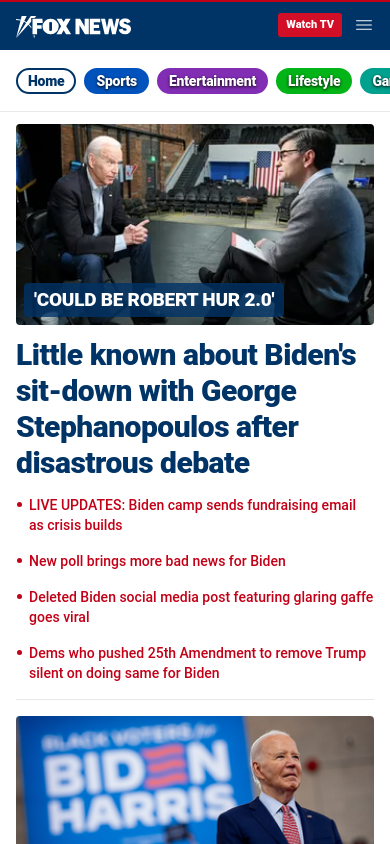 FOX NEWS
Watch TV
Home
Sports
Entertainment
Lifestyle
Ga
'COULD BE ROBERT HUR 2.0'
Little known about Biden's
sit-down with George
Stephanopoulos after
disastrous debate
LIVE UPDATES: Biden camp sends fundraising email
as crisis builds
New poll brings more bad news for Biden
Deleted Biden social media post featuring glaring gaffe
goes viral
Dems who pushed 25th Amendment to remove Trump
silent on doing same for Biden
BLACK VOTERS for
BIDEN
HARRIS